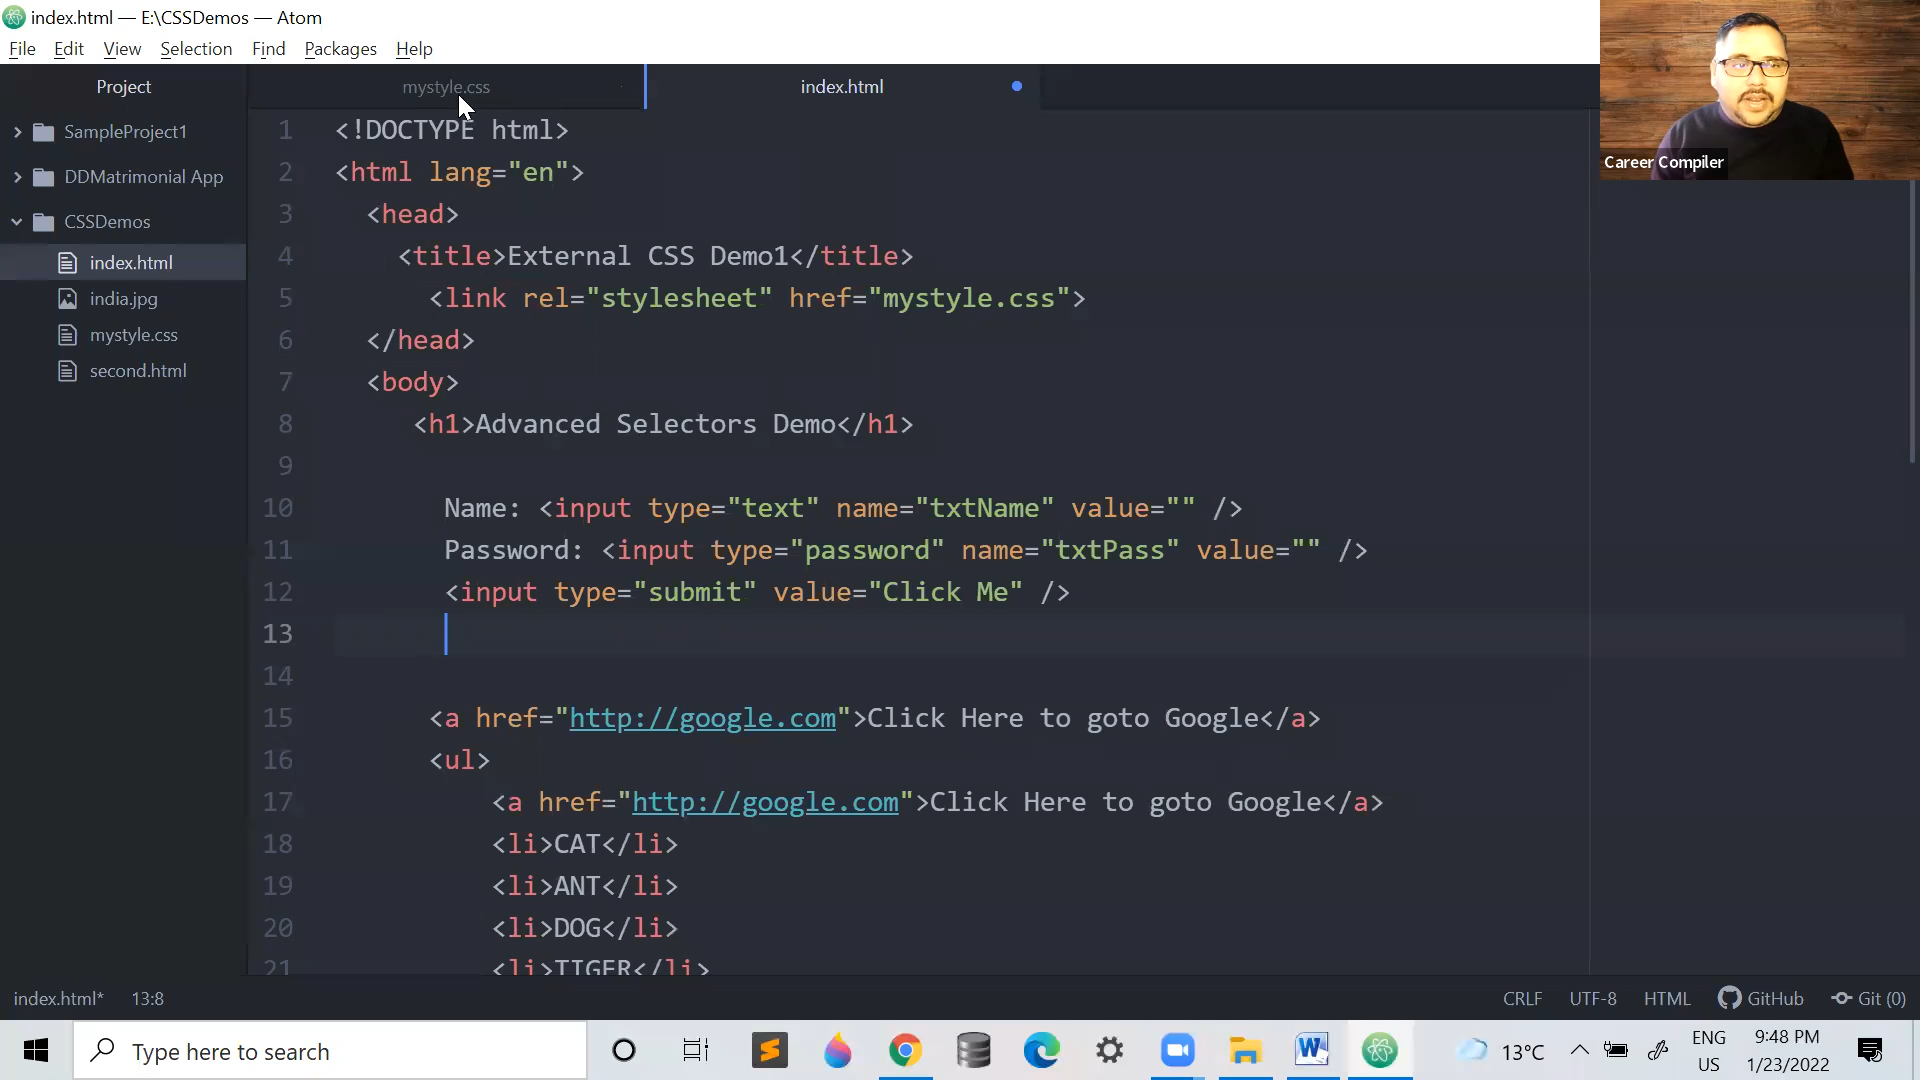 index.html — E:\CSSDemos — Atom
File Edit View Selection Find Packages Help
Project
mystyle.css
index.html
SampleProject1
DDMatrimonial App
CSSDemos
index.html
india.jpg
mystyle.css
second.html
1 <!DOCTYPE html>
2 <html lang="en">
3 <head>
4 <title>External CSS Demo1</title>
5 <link rel="stylesheet" href="mystyle.css">
6 </head>
7 <body>
8 <h1>Advanced Selectors Demo</h1>
9
10 Name: <input type="text" name="txtName" value="" />
11 Password: <input type="password" name="txtPass" value="" />
12 <input type="submit" value="Click Me" />
13
14
15 <a href="http://google.com">Click Here to goto Google</a>
16 <ul>
17 <a href="http://google.com">Click Here to goto Google</a>
18 <li>CAT</li>
19 <li>ANT</li>
20 <li>DOG</li>
21 <li>TIGER</li>
Career Compiler
index.html* 13:8 CRLF UTF-8 HTML GitHub Git (0)
Type here to search
13°C
ENG
US
9:48 PM
1/23/2022